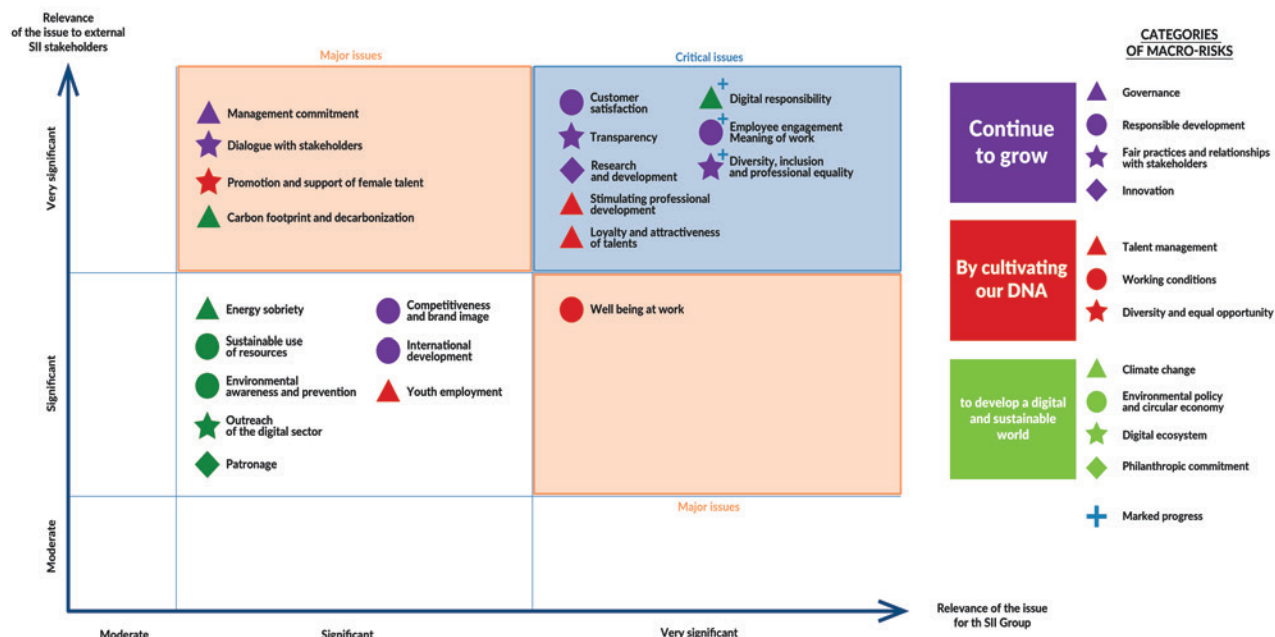 Relevance
of the issue to external
SII stakeholders
Major issues
Critical issues
Very significant
Management commitment
Dialogue with stakeholders
Promotion and support of female talent
Carbon footprint and decarbonization
Customer
satisfaction
Transparency
Research
and development
Stimulating professional
development
Loyalty and attractiveness
of talents
Digital responsibility
Employee engagement
Meaning of work
Diversity, inclusion
and professional equality
Significant
Energy sobriety
Sustainable use
of resources
Environmental
awareness and prevention
Outreach
of the digital sector
Patronage
Competitiveness
and brand image
International
development
Youth employment
Well being at work
Moderate
Major issues
Moderate
Significant
Very significant
Relevance of the issue
for th SII Group
CATEGORIES
OF MACRO-RISKS
Continue
to grow
Governance
Responsible development
Fair practices and relationships
with stakeholders
Innovation
By cultivating
our DNA
Talent management
Working conditions
Diversity and equal opportunity
to develop a digital
and sustainable
world
Climate change
Environmental policy
and circular economy
Digital ecosystem
Philanthropic commitment
Marked progress